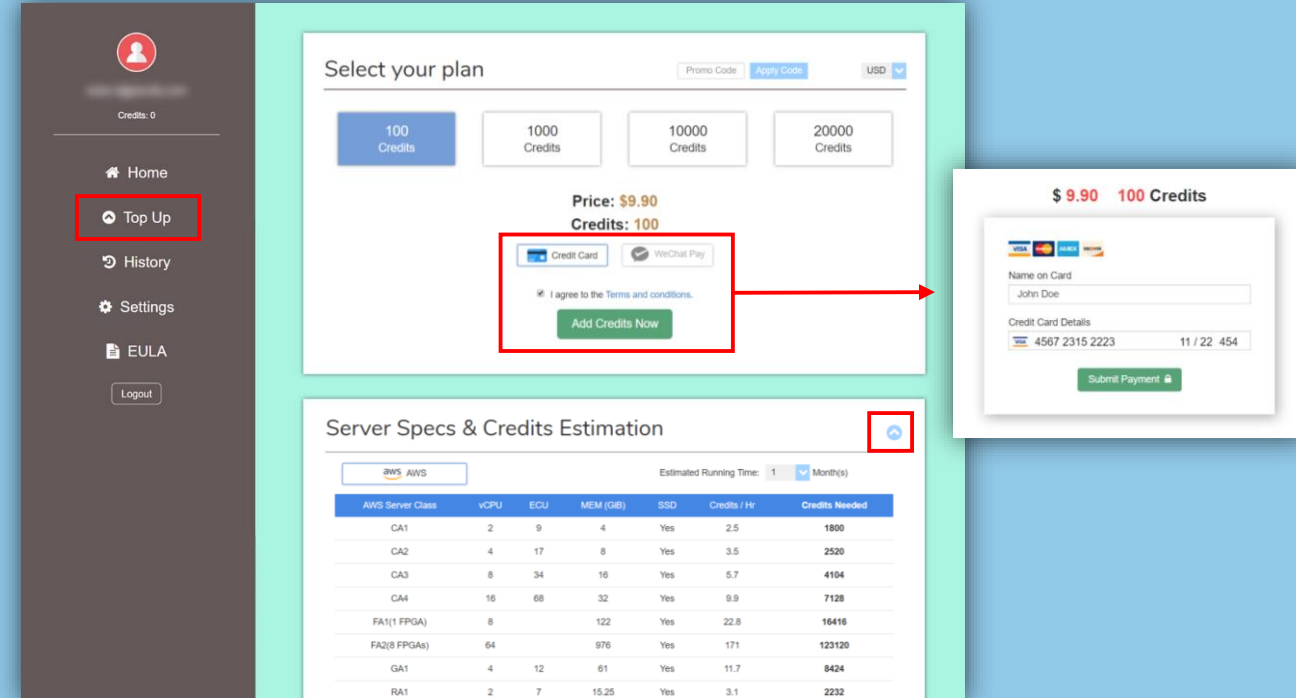 Credits: 0
Home
Top Up
History
Settings
EULA
Logout
Select your plan
Promo Code Apply Code USD
100 Credits
1000 Credits
10000 Credits
20000 Credits
Price: $9.90
Credits: 100
Credit Card WeChat Pay
I agree to the Terms and conditions.
Add Credits Now
Server Specs & Credits Estimation
aws AWS Estimated Running Time: 1 Month(s)
AWS Server Class vCPU ECU MEM (GiB) SSD Credits / Hr Credits Needed
CA1 2 9 4 Yes 2.5 1800
CA2 4 17 8 Yes 3.5 2520
CA3 8 34 16 Yes 5.7 4104
CA4 16 68 32 Yes 9.9 7128
FA1(1 FPGA) 8 122 Yes 22.8 16416
FA2(8 FPGAs) 64 976 Yes 171 123120
GA1 4 12 61 Yes 11.7 8424
RA1 2 7 15.25 Yes 3.1 2232
$ 9.90 100 Credits
VISA
Name on Card
John Doe
Credit Card Details
VISA 4567 2315 2223 11 / 22 454
Submit Payment